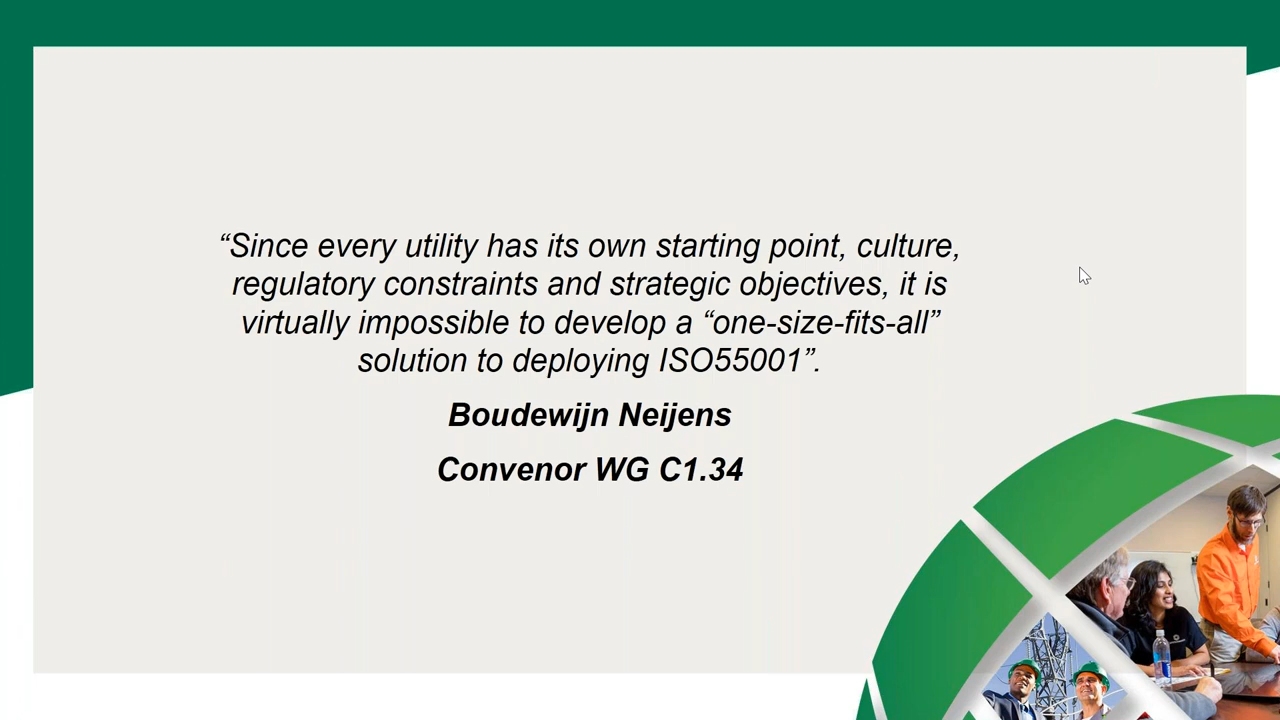 “Since every utility has its own starting point, culture,
regulatory constraints and strategic objectives, it is
virtually impossible to develop a “one-size-fits-all”
solution to deploying ISO55001”.
Boudewijn Neijens
Convenor WG C1.34